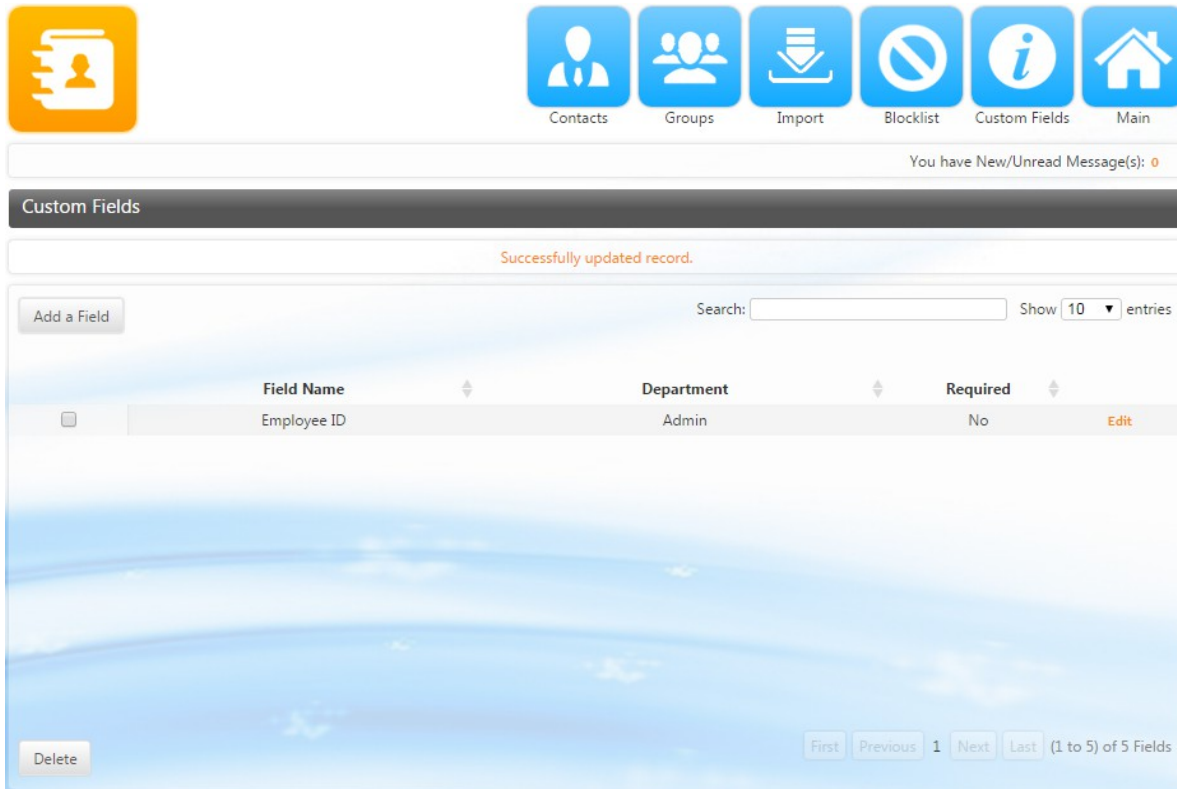 Contacts Groups Import Blocklist Custom Fields Main
You have New/Unread Message(s): 0
Custom Fields
Successfully updated record.
Add a Field Search: Show 10 entries
Field Name Department Required
Employee ID Admin No Edit
Delete First Previous 1 Next Last (1 to 5) of 5 Fields